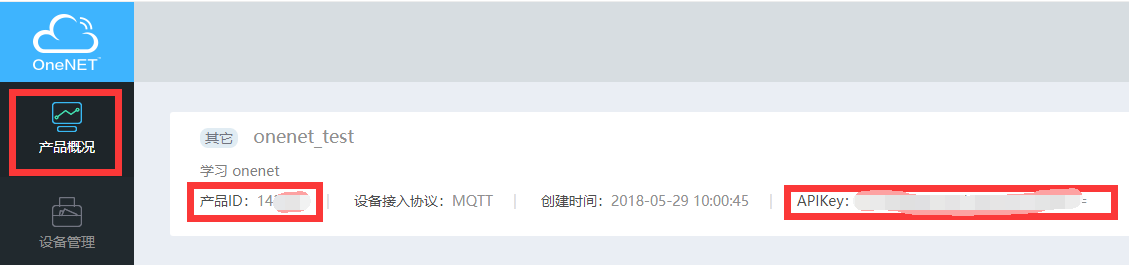 OneNET
产品概况
设备管理
其它 onenet_test
学习 onenet
产品ID: 14
设备接入协议: MQTT
创建时间: 2018-05-29 10:00:45
APIKey: =